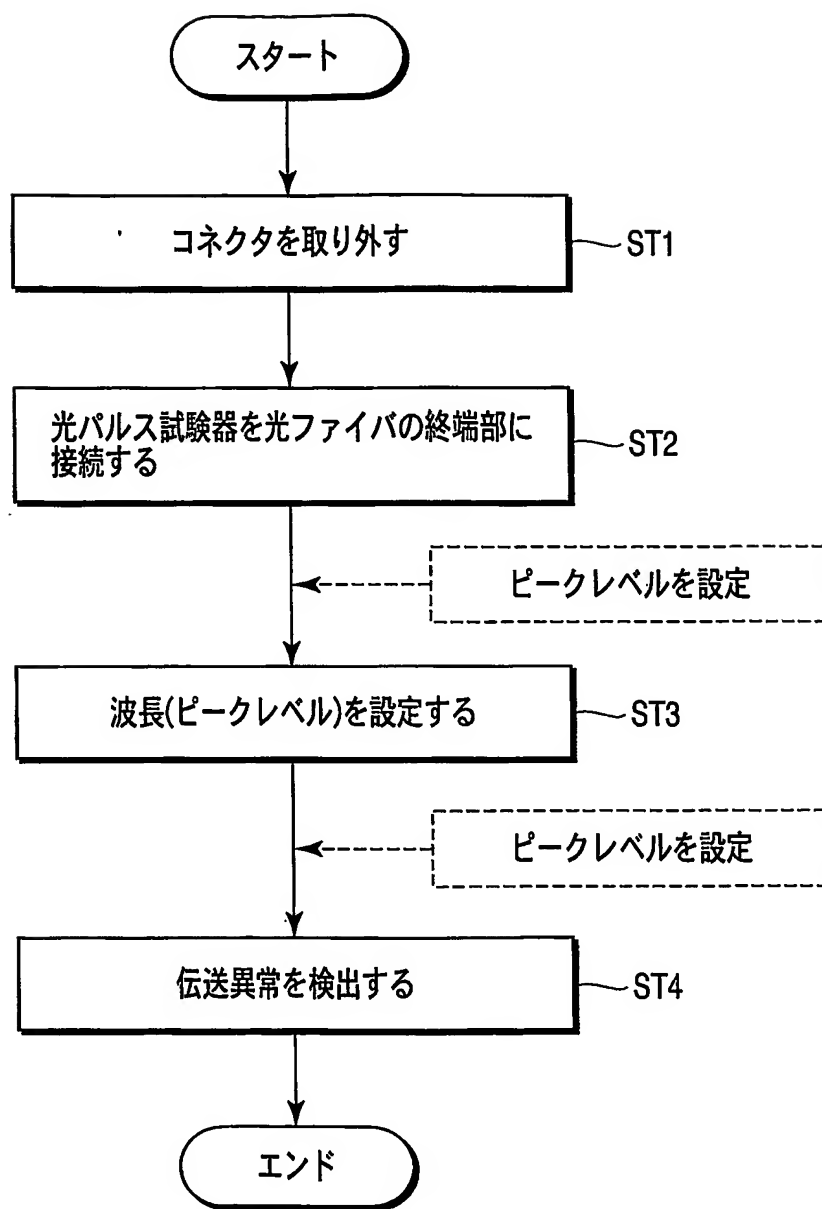 スタート
コネクタを取り外す
ST1
光パルス試験器を光ファイバの終端部に
接続する
ST2
ピークレベルを設定
波長(ピークレベル)を設定する
ST3
ピークレベルを設定
伝送異常を検出する
ST4
エンド